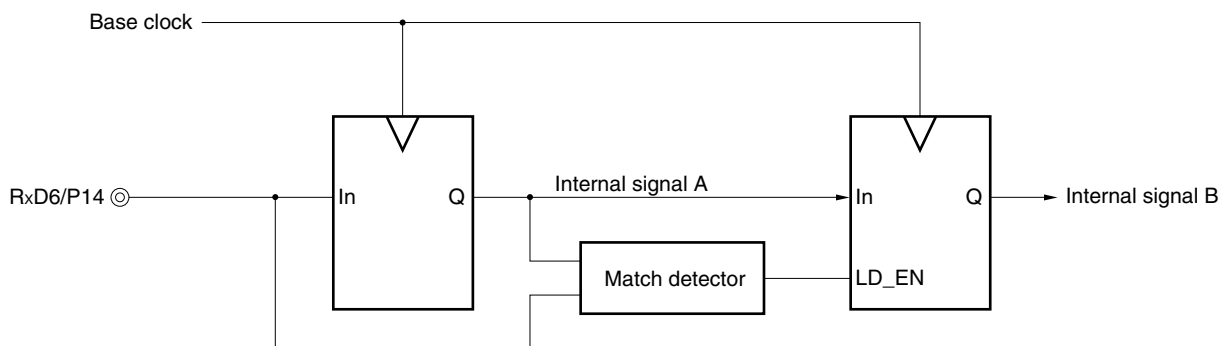 Base clock
RxD6/P14
In
Q
Internal signal A
In
Q
Internal signal B
Match detector
LD_EN